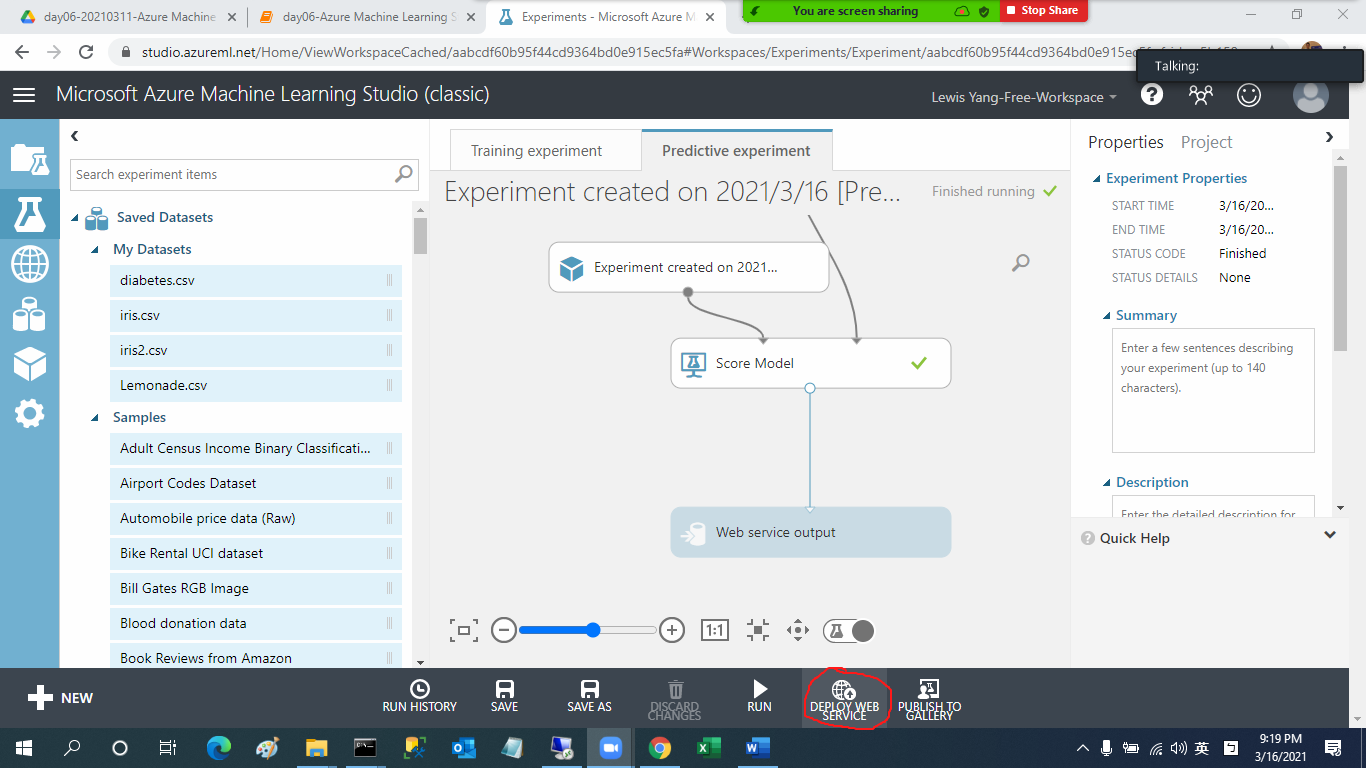 day06-20210311-Azure Machine
day06-Azure Machine Learning S
Experiments - Microsoft Azure M
You are screen sharing
Stop Share
studio.azureml.net/Home/ViewWorkspaceCached/aabcdf60b95f44cd9364bd0e915ec5fa#Workspaces/Experiments/Experiment/aabcdf60b95f44cd9364bd0e915ec
Talking:
Microsoft Azure Machine Learning Studio (classic)
Lewis Yang-Free-Workspace
?
Search experiment items
Saved Datasets
My Datasets
diabetes.csv
iris.csv
iris2.csv
Lemonade.csv
Samples
Adult Census Income Binary Classificati...
Airport Codes Dataset
Automobile price data (Raw)
Bike Rental UCI dataset
Bill Gates RGB Image
Blood donation data
Book Reviews from Amazon
Training experiment
Predictive experiment
Experiment created on 2021/3/16 [Pre...
Finished running
Experiment created on 2021...
Score Model
Web service output
1:1
Properties
Project
Experiment Properties
START TIME 3/16/20...
END TIME 3/16/20...
STATUS CODE Finished
STATUS DETAILS None
Summary
Enter a few sentences describing
your experiment (up to 140
characters).
Description
Enter the detailed description for
? Quick Help
NEW
RUN HISTORY
SAVE
SAVE AS
DISCARD
CHANGES
RUN
DEPLOY WEB
SERVICE
PUBLISH TO
GALLERY
英
9:19 PM
3/16/2021